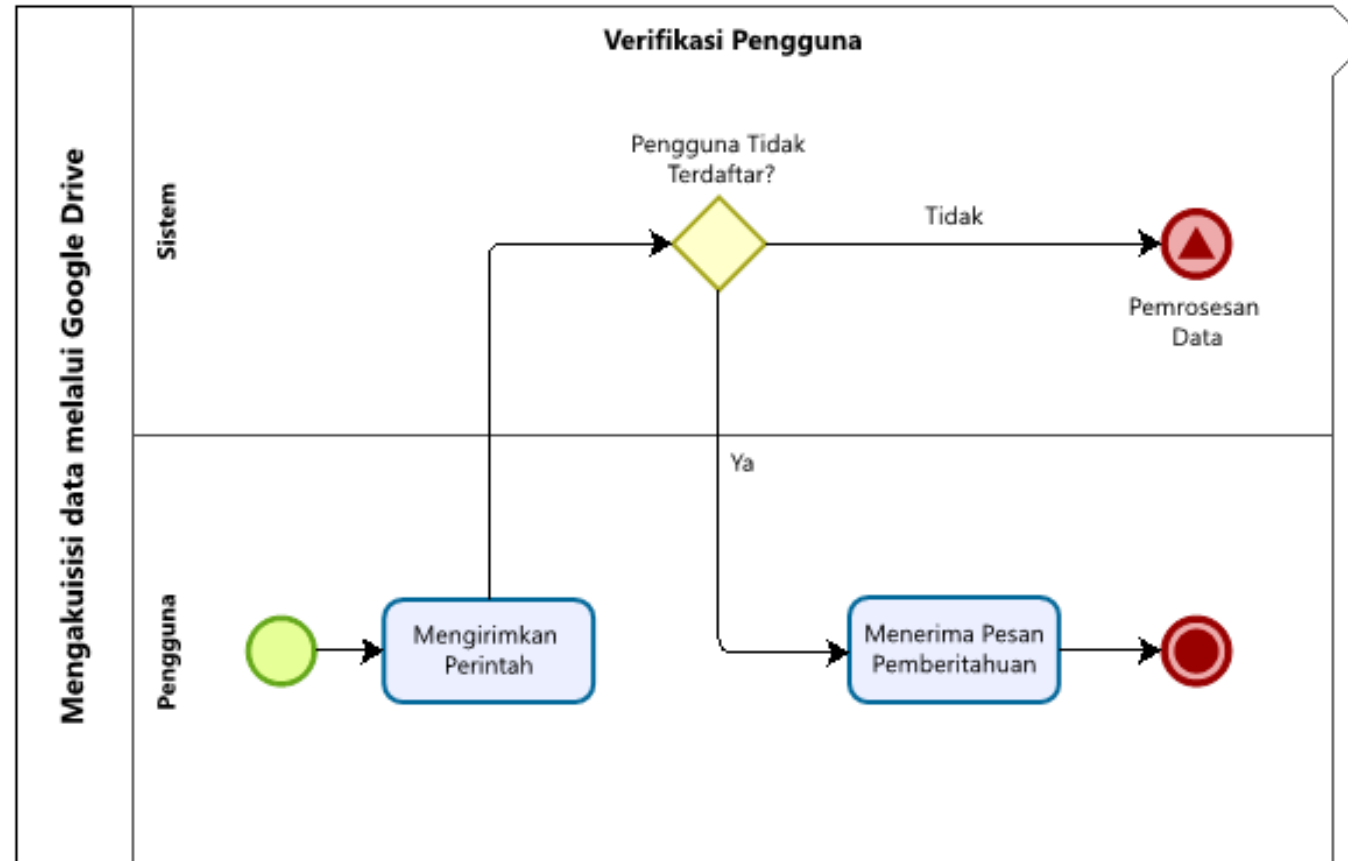 Mengakuisisi data melalui Google Drive
Verifikasi Pengguna
Sistem
Pengguna Tidak
Terdaftar?
Tidak
Pemrosesan
Data
Ya
Pengguna
Mengirimkan
Perintah
Menerima Pesan
Pemberitahuan